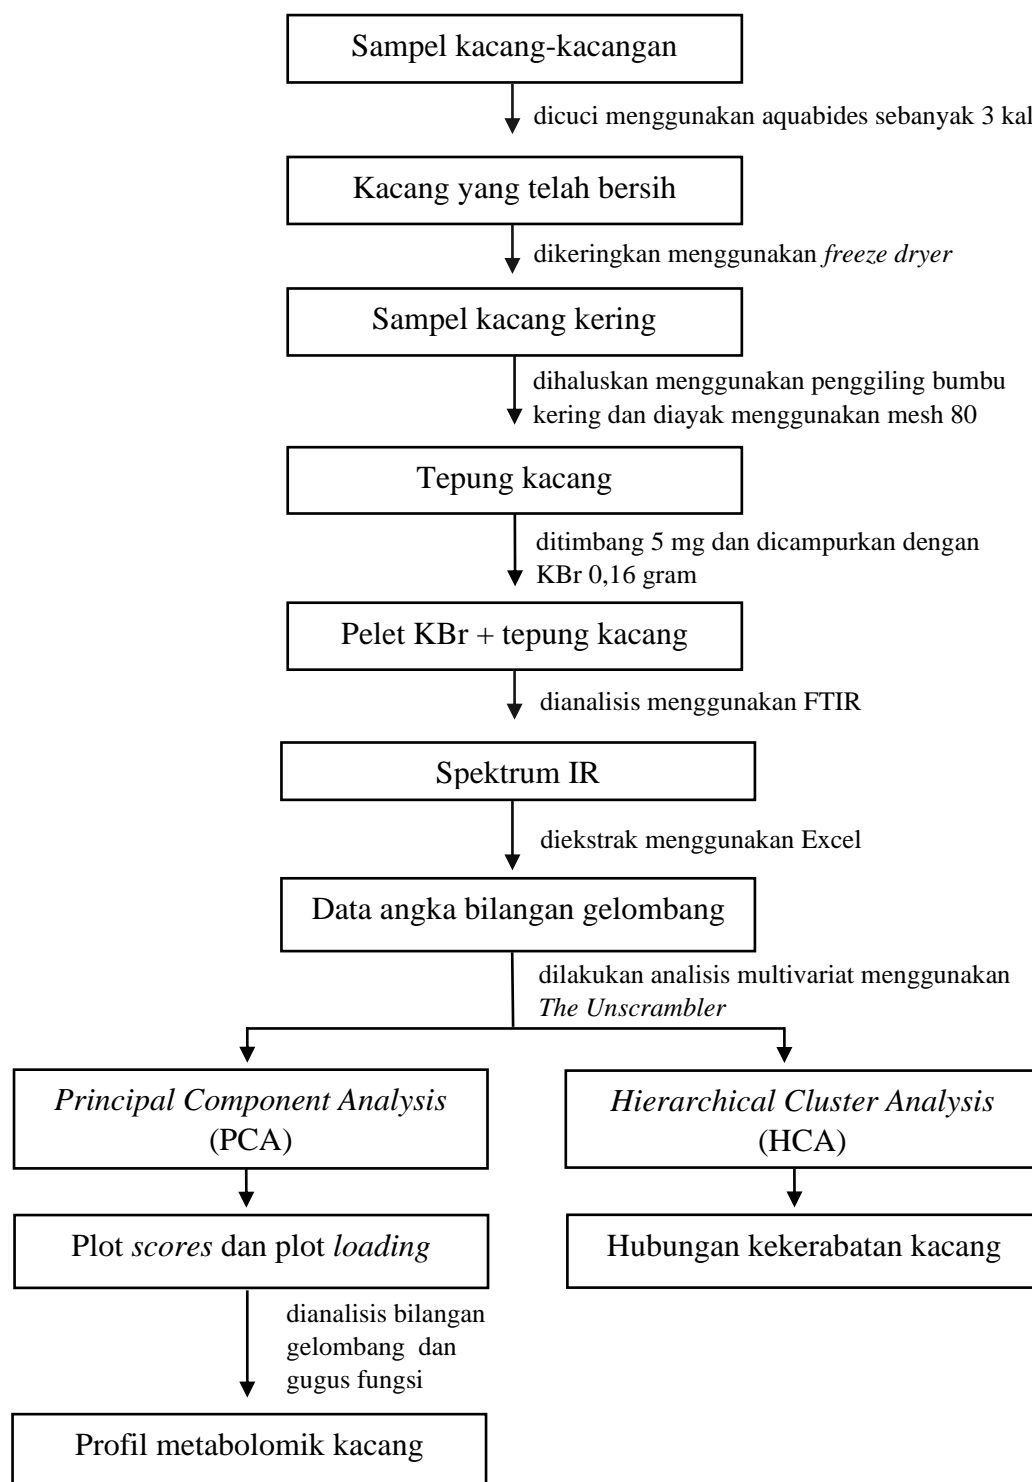 Sampel kacang-kacangan
dicuci menggunakan aquabides sebanyak 3 kal
Kacang yang telah bersih
dikeringkan menggunakan freeze dryer
Sampel kacang kering
dihaluskan menggunakan penggiling bumbu
kering dan diayak menggunakan mesh 80
Tepung kacang
ditimbang 5 mg dan dicampurkan dengan
KBr 0,16 gram
Pelet KBr + tepung kacang
dianalisis menggunakan FTIR
Spektrum IR
diekstrak menggunakan Excel
Data angka bilangan gelombang
dilakukan analisis multivariat menggunakan
The Unscrambler
Principal Component Analysis
(PCA)
Hierarchical Cluster Analysis
(HCA)
Plot scores dan plot loading
Hubungan kekerabatan kacang
dianalisis bilangan
gelombang dan
gugus fungsi
Profil metabolomik kacang